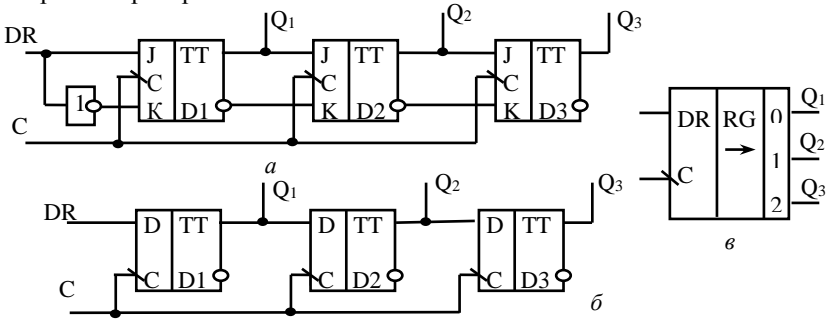 Q₁
Q₂
Q₃
DR
J TT
J TT
J TT
C
C
C
1
K D1
K D2
K D3
C
а
DR RG 0
1
C
2
Q₁
Q₂
Q₃
в
Q₁
Q₂
Q₃
DR
D TT
D TT
D TT
C D1
C D2
C D3
C
б